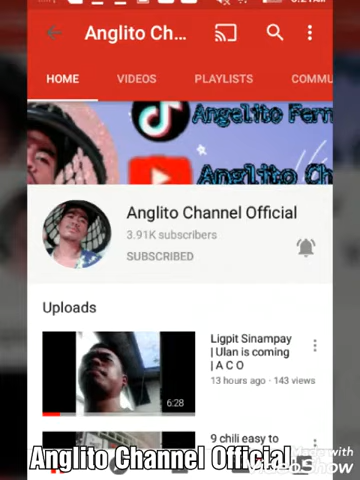 Anglito Ch...
HOME VIDEOS PLAYLISTS COMMU
Angelito Fern
Anglito Ch
Anglito Channel Official
3.91K subscribers
SUBSCRIBED
Uploads
Ligpit Sinampay
| Ulan is coming
| A C O
13 hours ago · 143 views
6:28
9 chili easy to
Anglito Channel Official
Made with
VideoShow